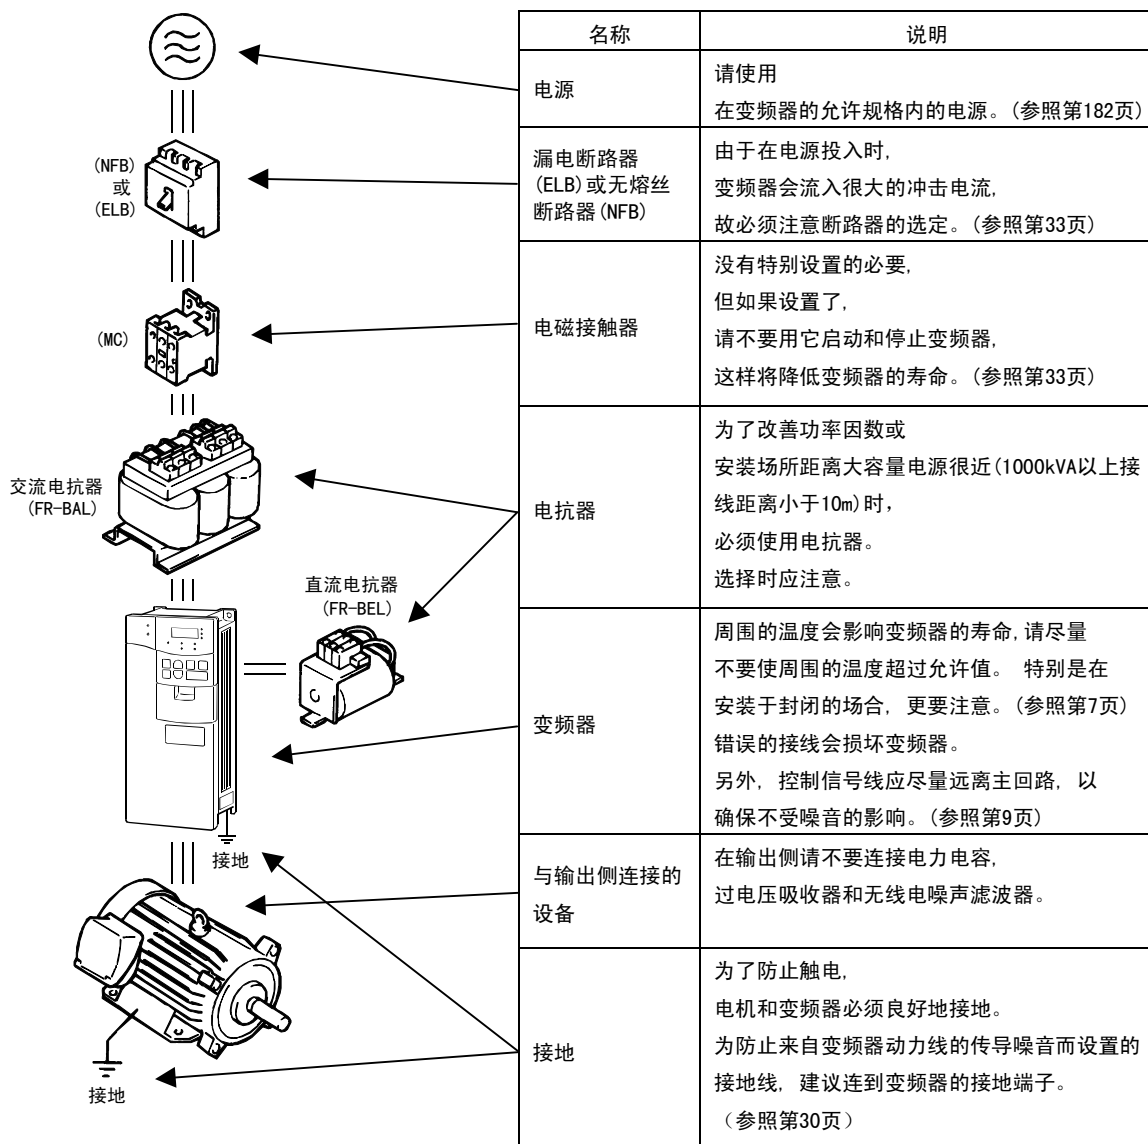 (NFB)
或
(ELB)
(MC)
交流电抗器
(FR-BAL)
直流电抗器
(FR-BEL)
接地
接地
名称 说明
电源
请使用
在变频器的允许规格内的电源。(参照第182页)
漏电断路器
(ELB)或无熔丝
断路器(NFB)
由于在电源投入时,
变频器会流入很大的冲击电流,
故必须注意断路器的选定。(参照第33页)
电磁接触器
没有特别设置的必要,
但如果设置了,
请不要用它启动和停止变频器,
这样将降低变频器的寿命。(参照第33页)
电抗器
为了改善功率因数或
安装场所距离大容量电源很近(1000kVA以上接
线距离小于10m)时,
必须使用电抗器。
选择时应注意。
变频器
周围的温度会影响变频器的寿命,请尽量
不要使周围的温度超过允许值。 特别是在
安装于封闭的场合, 更要注意。(参照第7页)
错误的接线会损坏变频器。
另外, 控制信号线应尽量远离主回路, 以
确保不受噪音的影响。(参照第9页)
与输出侧连接的
设备
在输出侧请不要连接电力电容,
过电压吸收器和无线电噪声滤波器。
接地
为了防止触电,
电机和变频器必须良好地接地。
为防止来自变频器动力线的传导噪音而设置的
接地线, 建议连到变频器的接地端子。
（参照第30页）